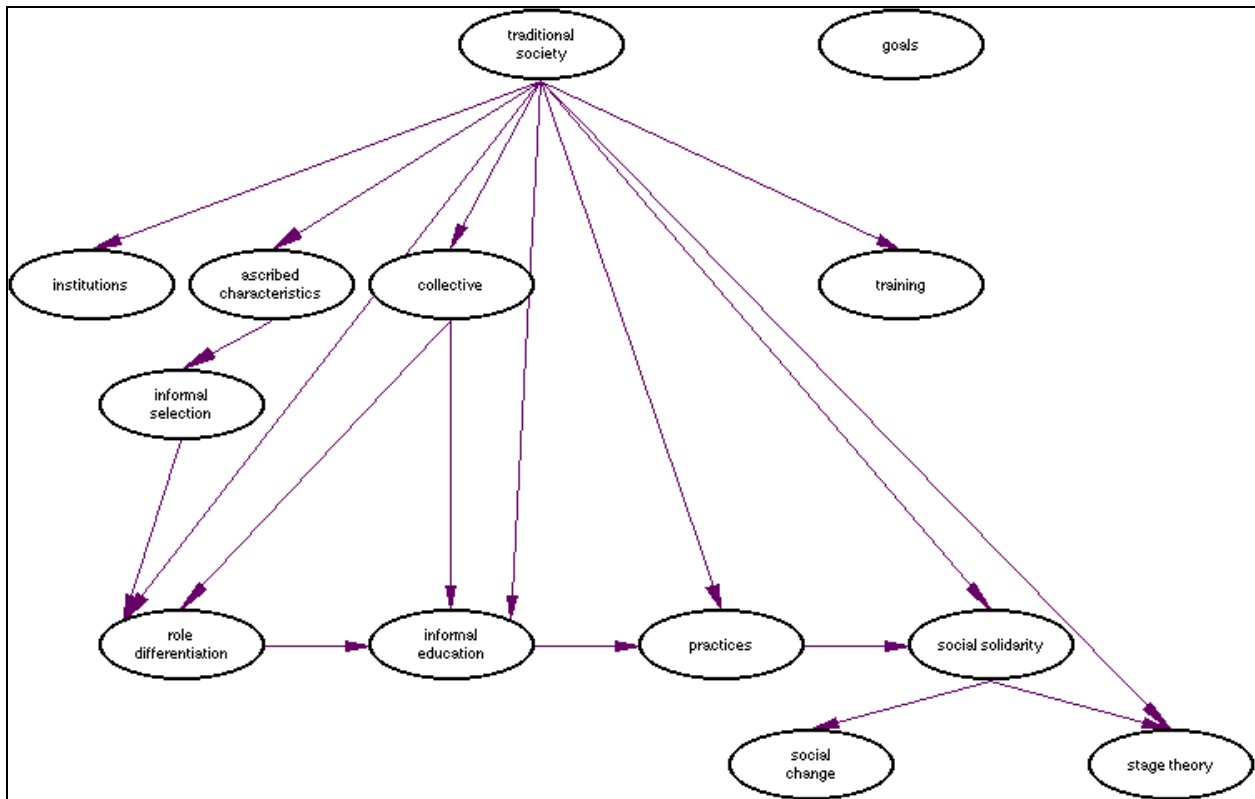 traditional
society
goals
institutions
ascribed
characteristics
collective
training
informal
selection
role
differentiation
informal
education
practices
social solidarity
social
change
stage theory